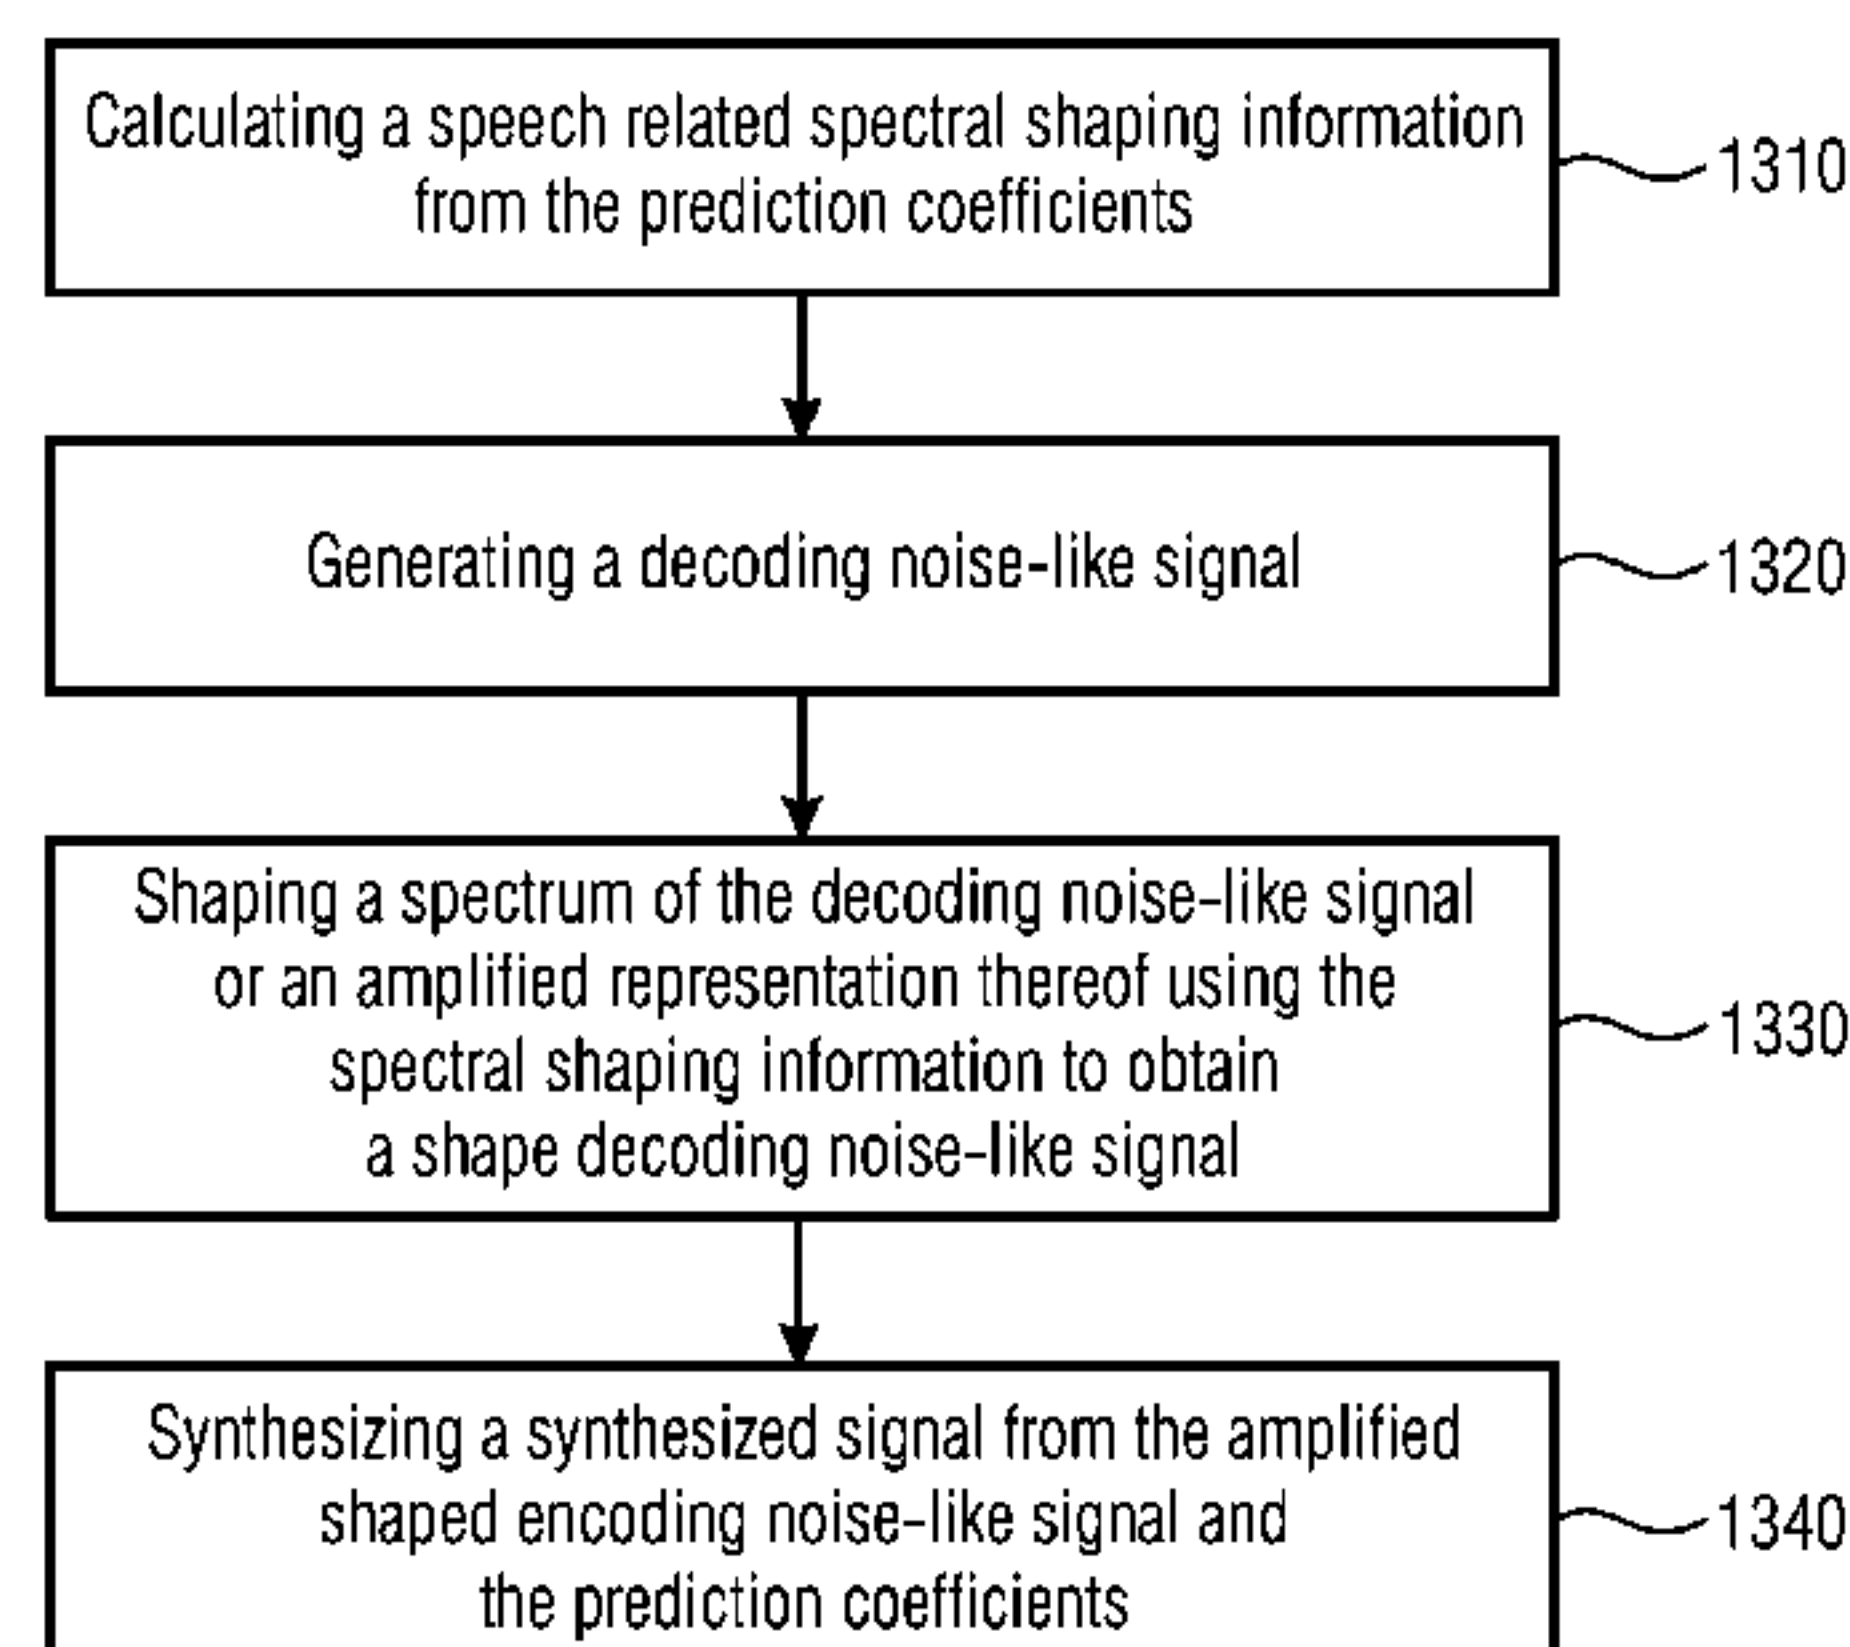 Calculating a speech related spectral shaping information
from the prediction coefficients
1310
Generating a decoding noise-like signal
1320
Shaping a spectrum of the decoding noise-like signal
or an amplified representation thereof using the
spectral shaping information to obtain
a shape decoding noise-like signal
1330
Synthesizing a synthesized signal from the amplified
shaped encoding noise-like signal and
the prediction coefficients
1340